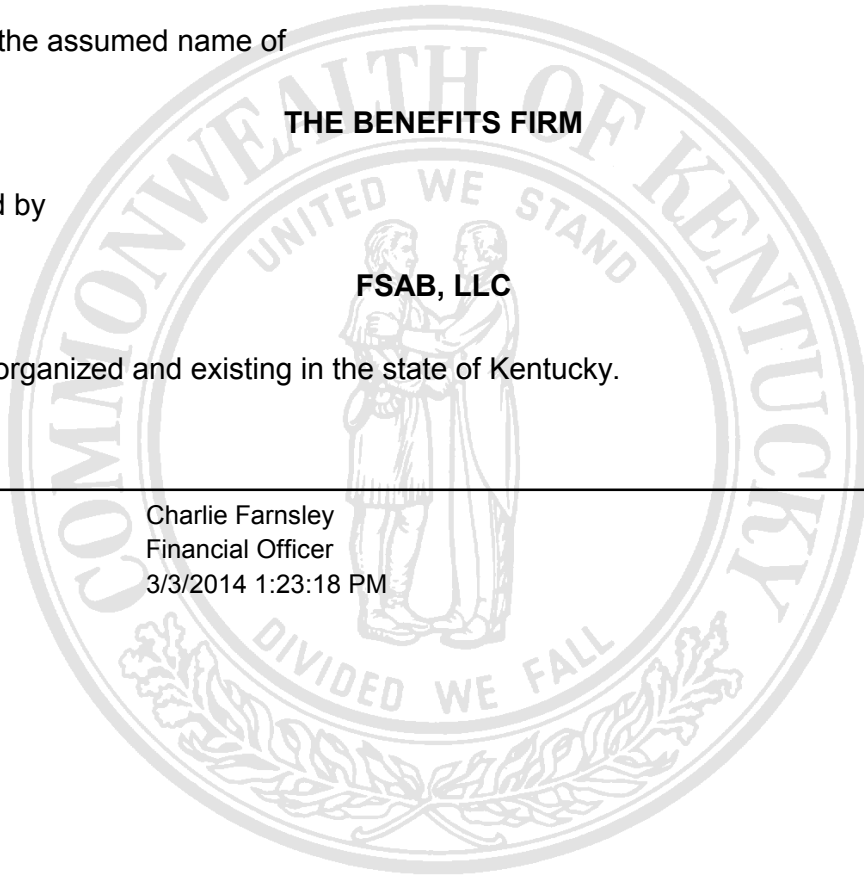 the assumed name of
THE BENEFITS FIRM
d by
FSAB, LLC
organized and existing in the state of Kentucky.
Charlie Farnsley
Financial Officer
3/3/2014 1:23:18 PM
COMMONWEALTH OF KENTUCKY
UNITED WE STAND
DIVIDED WE FALL